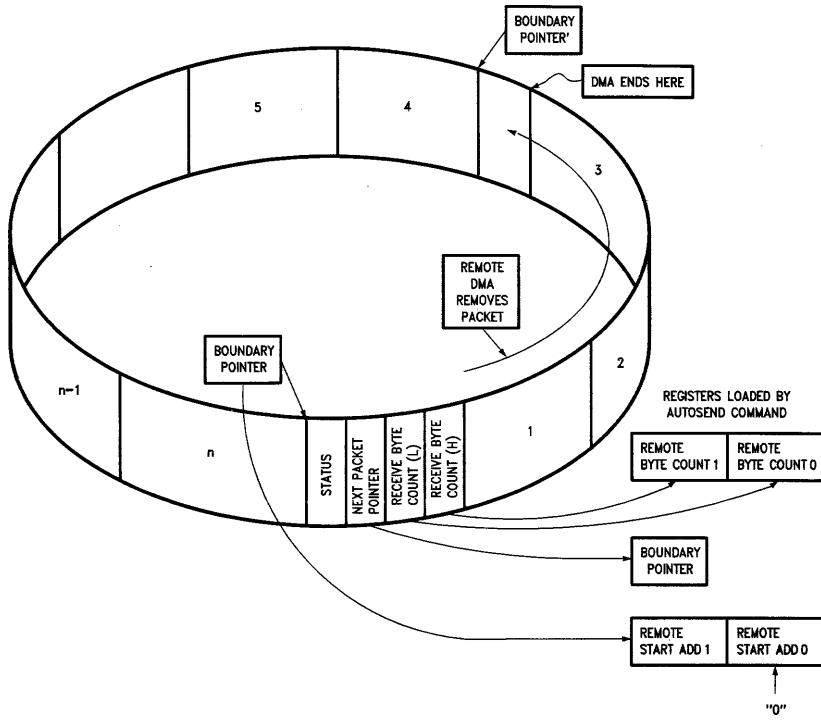 BOUNDARY
POINTER'
DMA ENDS HERE
5
4
3
REMOTE
DMA
REMOVES
PACKET
BOUNDARY
POINTER
2
n-1
n
STATUS
NEXT PACKET
POINTER
RECEIVE BYTE
COUNT (L)
RECEIVE BYTE
COUNT (H)
1
REGISTERS LOADED BY
AUTOSEND COMMAND
REMOTE
BYTE COUNT 1
REMOTE
BYTE COUNT 0
BOUNDARY
POINTER
REMOTE
START ADD 1
REMOTE
START ADD 0
"0"